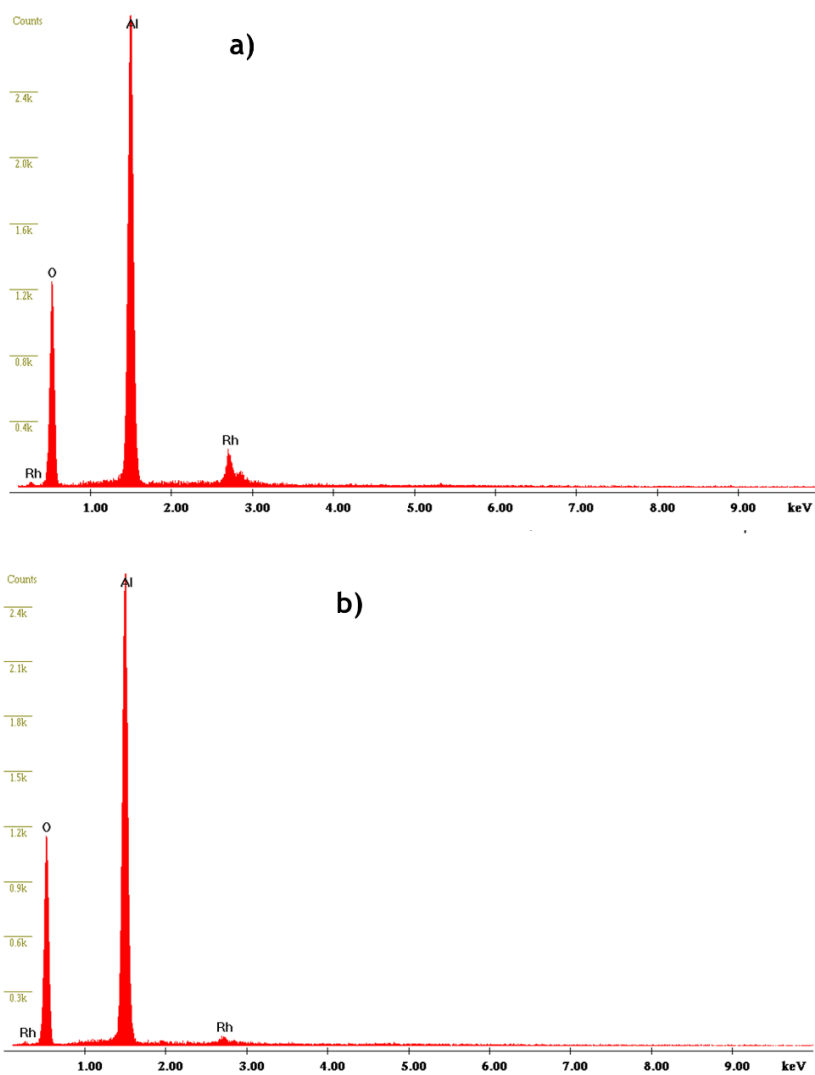 Counts
Al
a)
2.4k
2.0k
1.6k
O
1.2k
0.8k
0.4k
Rh
Rh
1.00 2.00 3.00 4.00 5.00 6.00 7.00 8.00 9.00 keV
Counts
Al
b)
2.4k
2.1k
1.8k
1.5k
O
1.2k
0.9k
0.6k
0.3k
Rh
Rh
1.00 2.00 3.00 4.00 5.00 6.00 7.00 8.00 9.00 keV